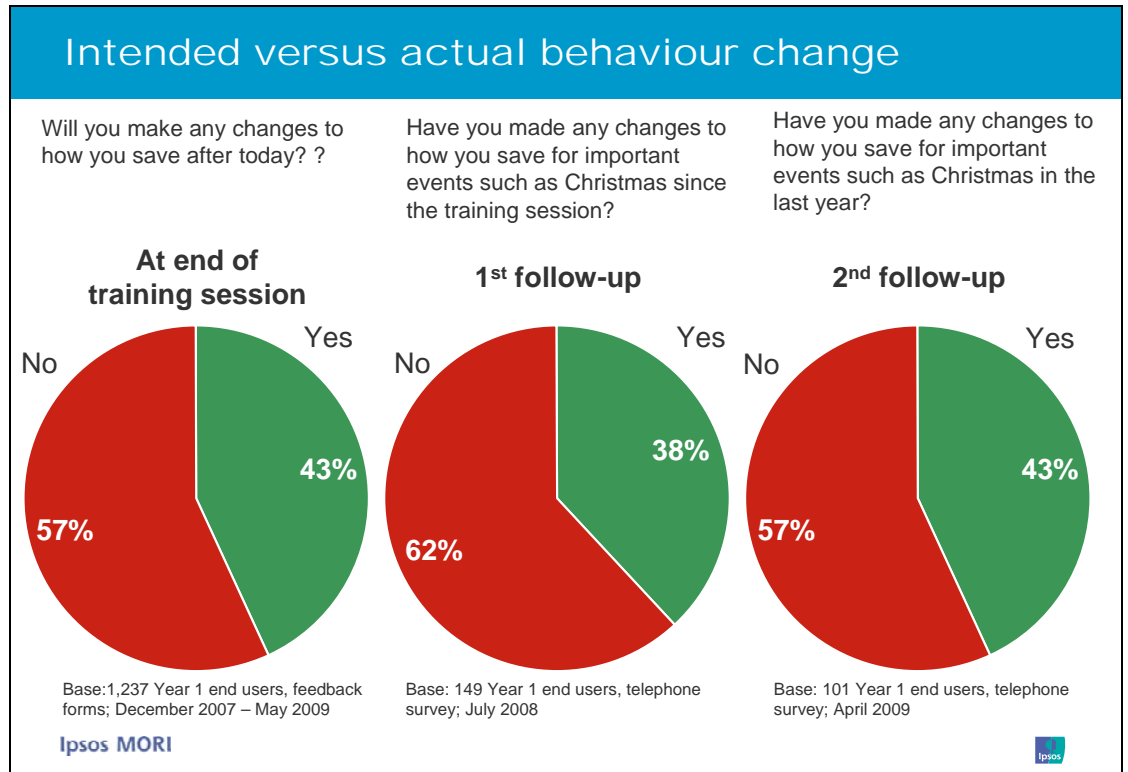 Intended versus actual behaviour change
Will you make any changes to
how you save after today? ?
Have you made any changes to
how you save for important
events such as Christmas since
the training session?
Have you made any changes to
how you save for important
events such as Christmas in the
last year?
At end of
training session
1st follow-up
2nd follow-up
No
Yes
43%
57%
No
Yes
38%
62%
No
Yes
43%
57%
Base:1,237 Year 1 end users, feedback
forms; December 2007 – May 2009
Base: 149 Year 1 end users, telephone
survey; July 2008
Base: 101 Year 1 end users, telephone
survey; April 2009
Ipsos MORI
Ipsos